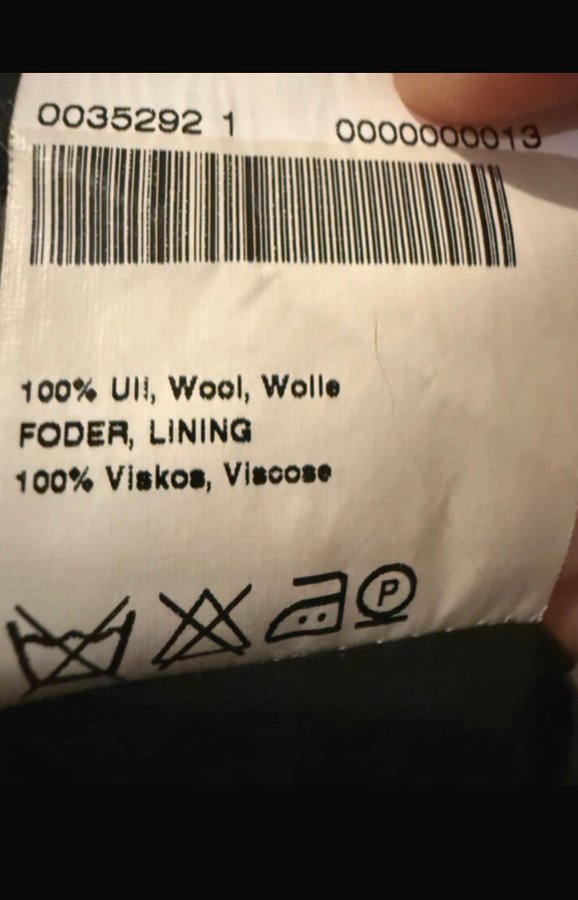 0035292 1 0000000013
100% Ull, Wool, Wolle
FODER, LINING
100% Viskos, Viscose
P